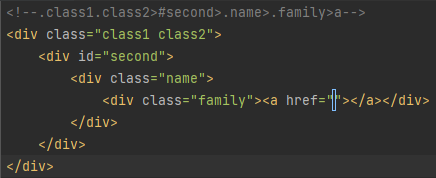 <!--.class1.class2>#second>.name>.family>a-->
<div class="class1 class2">
    <div id="second">
        <div class="name">
            <div class="family"><a href=""></a></div>
        </div>
    </div>
</div>